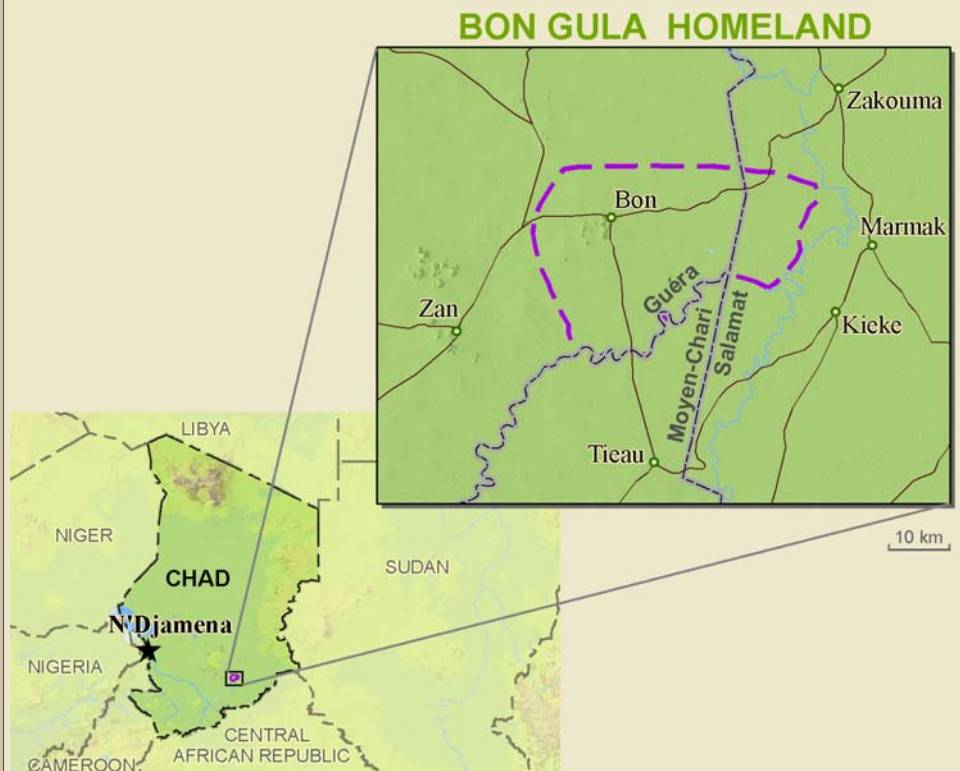 BON GULA HOMELAND
Zakouma
Bon
Marmak
Guéra
Zan
Kieke
Moyen-Chari
Salamat
Tieau
10 km
LIBYA
NIGER
CHAD
SUDAN
N'Djamena
NIGERIA
CENTRAL
AFRICAN REPUBLIC
CAMEROON